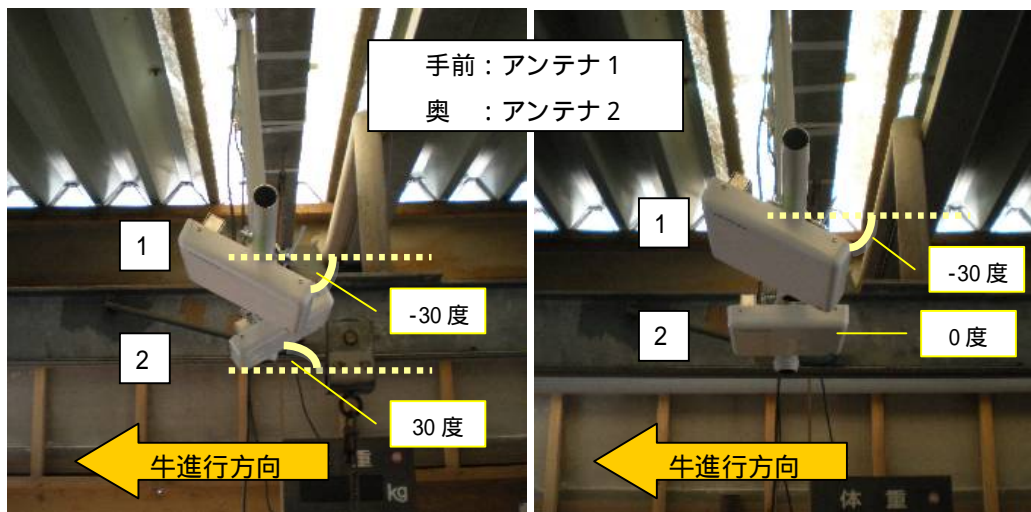 手前：アンテナ1
奥　：アンテナ2
1
-30 度
2
30 度
牛進行方向
重
kg
1
-30 度
2
0 度
牛進行方向
体 重